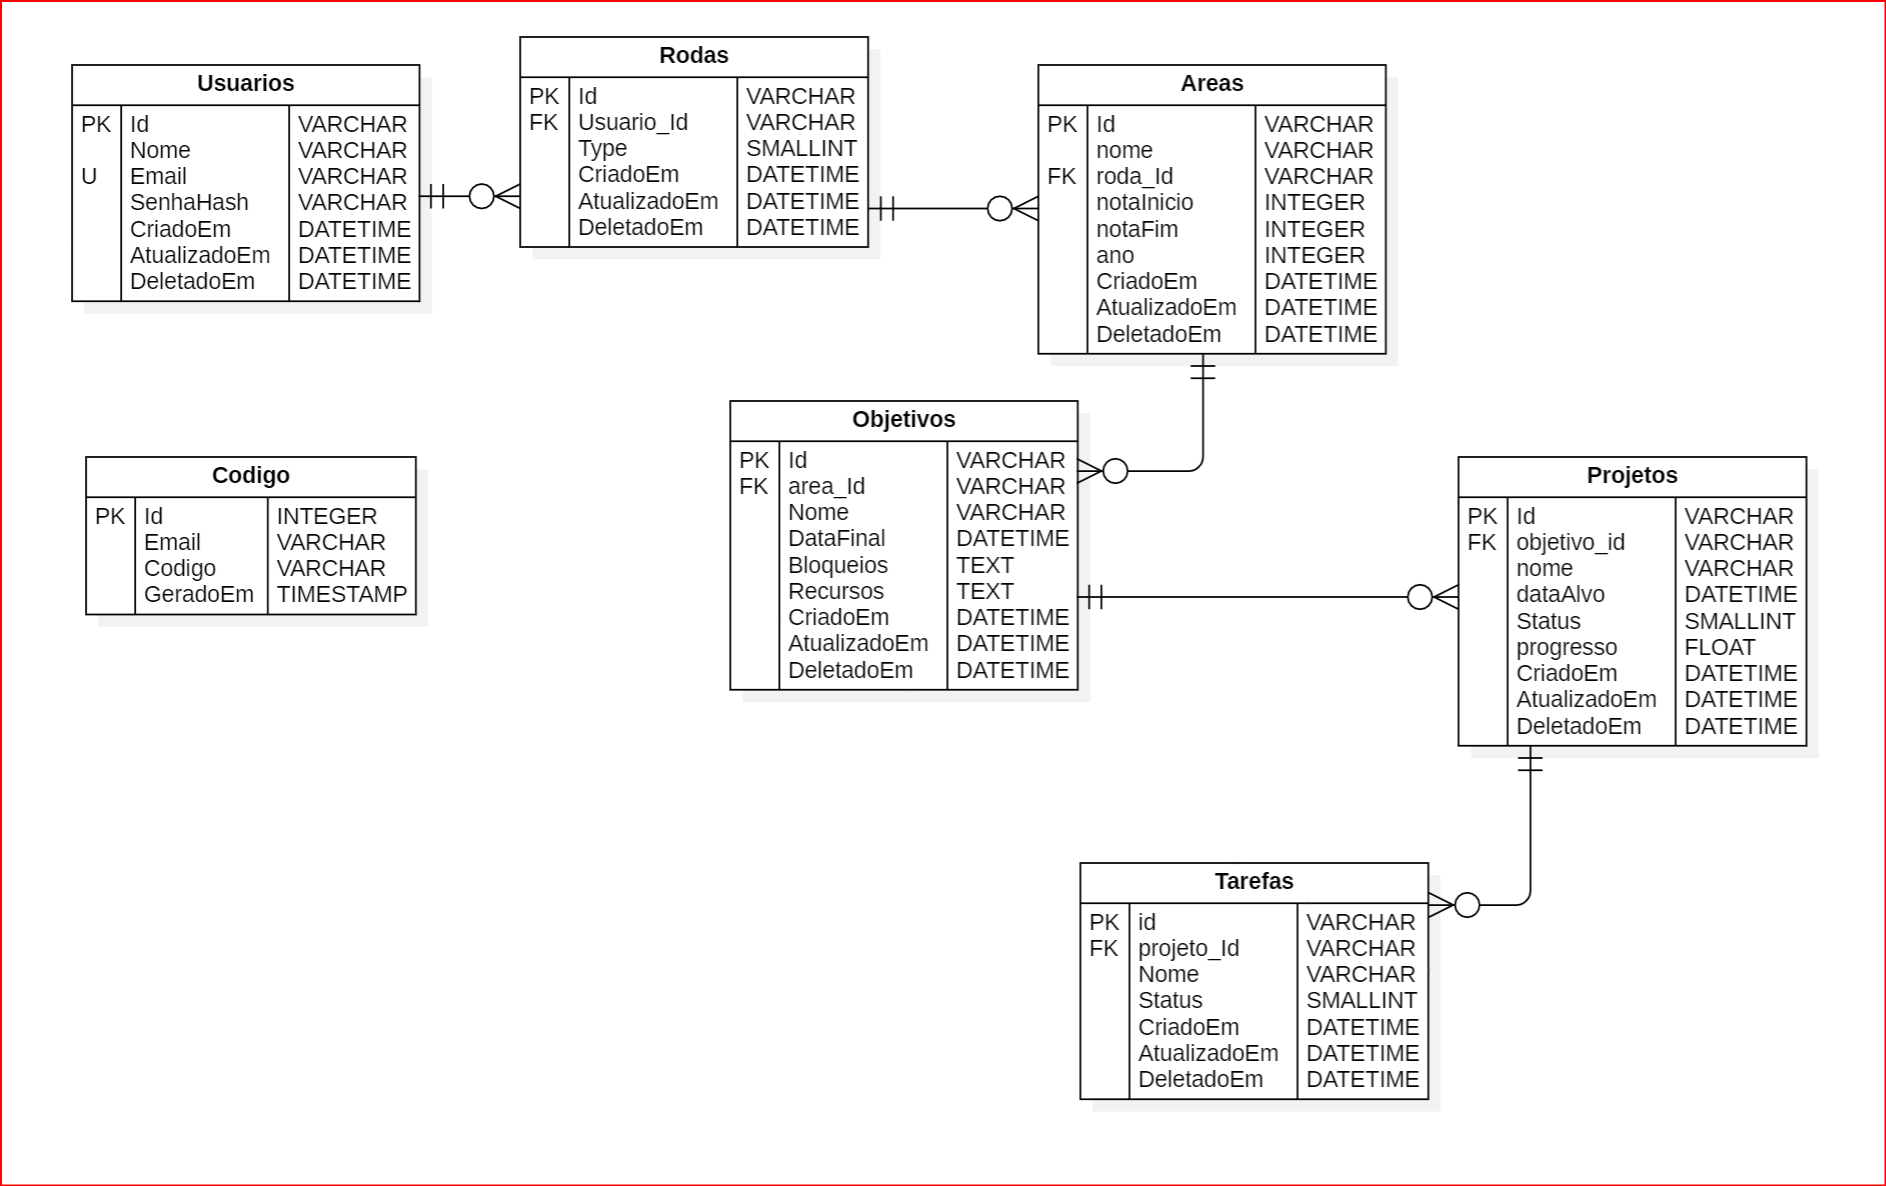 Usuarios
PK Id VARCHAR
Nome VARCHAR
U Email VARCHAR
SenhaHash VARCHAR
CriadoEm DATETIME
AtualizadoEm DATETIME
DeletadoEm DATETIME
Rodas
PK Id VARCHAR
FK Usuario_Id VARCHAR
Type SMALLINT
CriadoEm DATETIME
AtualizadoEm DATETIME
DeletadoEm DATETIME
Areas
PK Id VARCHAR
nome VARCHAR
FK roda_Id VARCHAR
notaInicio INTEGER
notaFim INTEGER
ano INTEGER
CriadoEm DATETIME
AtualizadoEm DATETIME
DeletadoEm DATETIME
Codigo
PK Id INTEGER
Email VARCHAR
Codigo VARCHAR
GeradoEm TIMESTAMP
Objetivos
PK Id VARCHAR
FK area_Id VARCHAR
Nome VARCHAR
DataFinal DATETIME
Bloqueios TEXT
Recursos TEXT
CriadoEm DATETIME
AtualizadoEm DATETIME
DeletadoEm DATETIME
Projetos
PK Id VARCHAR
FK objetivo_id VARCHAR
nome VARCHAR
dataAlvo DATETIME
Status SMALLINT
progresso FLOAT
CriadoEm DATETIME
AtualizadoEm DATETIME
DeletadoEm DATETIME
Tarefas
PK id VARCHAR
FK projeto_Id VARCHAR
Nome VARCHAR
Status SMALLINT
CriadoEm DATETIME
AtualizadoEm DATETIME
DeletadoEm DATETIME